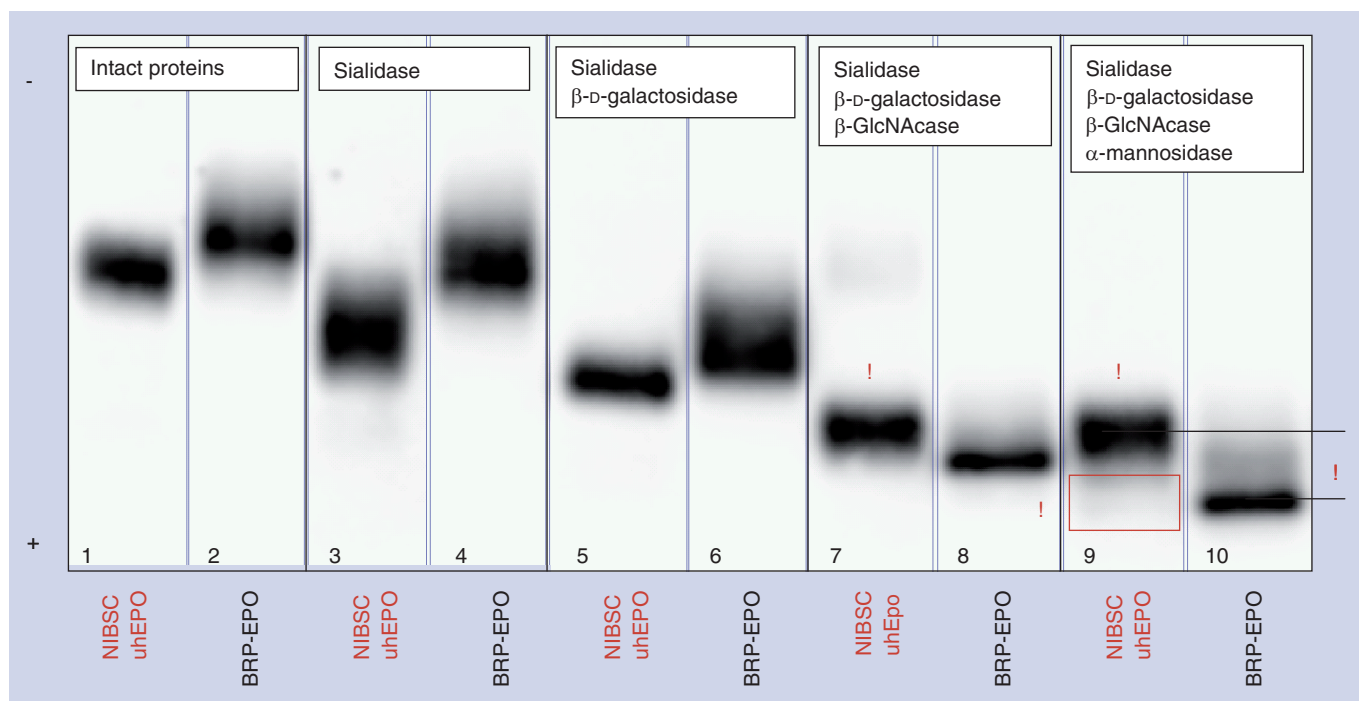 Intact proteins
Sialidase
Sialidase
β-D-galactosidase
Sialidase
β-D-galactosidase
β-GlcNAcase
Sialidase
β-D-galactosidase
β-GlcNAcase
α-mannosidase
-
!
!
!
!
+
1
2
3
4
5
6
7
8
9
10
NIBSC
uhEPO
BRP-EPO
NIBSC
uhEPO
BRP-EPO
NIBSC
uhEPO
BRP-EPO
NIBSC
uhEpo
BRP-EPO
NIBSC
uhEPO
BRP-EPO